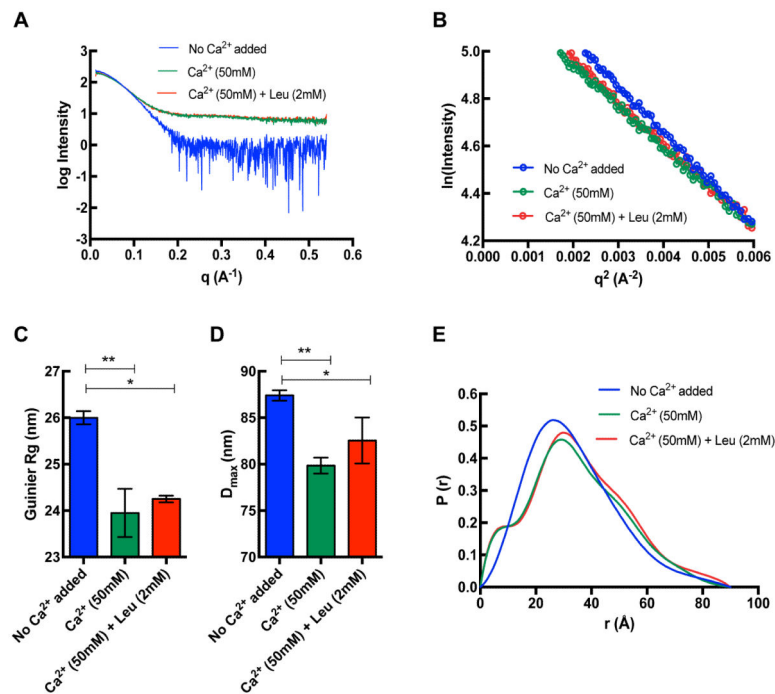 A
No Ca²⁺ added
Ca²⁺ (50mM)
Ca²⁺ (50mM) + Leu (2mM)
3
2
1
0
-1
-2
-3
log Intensity
0.0 0.1 0.2 0.3 0.4 0.5 0.6
q (A⁻¹)
B
5.0
4.8
4.6
4.4
4.2
ln(Intensity)
No Ca²⁺ added
Ca²⁺ (50mM)
Ca²⁺ (50mM) + Leu (2mM)
0.000 0.001 0.002 0.003 0.004 0.005 0.006
q² (A⁻²)
C
**
*
27
26
25
24
23
Guinier Rg (nm)
No Ca²⁺ added
Ca²⁺ (50mM)
Ca²⁺ (50mM) + Leu (2mM)
D
**
*
90
85
80
75
70
Dmax (nm)
No Ca²⁺ added
Ca²⁺ (50mM)
Ca²⁺ (50mM) + Leu (2mM)
E
No Ca²⁺ added
Ca²⁺ (50mM)
Ca²⁺ (50mM) + Leu (2mM)
0.6
0.5
0.4
0.3
0.2
0.1
0.0
P (r)
0 20 40 60 80 100
r (Å)